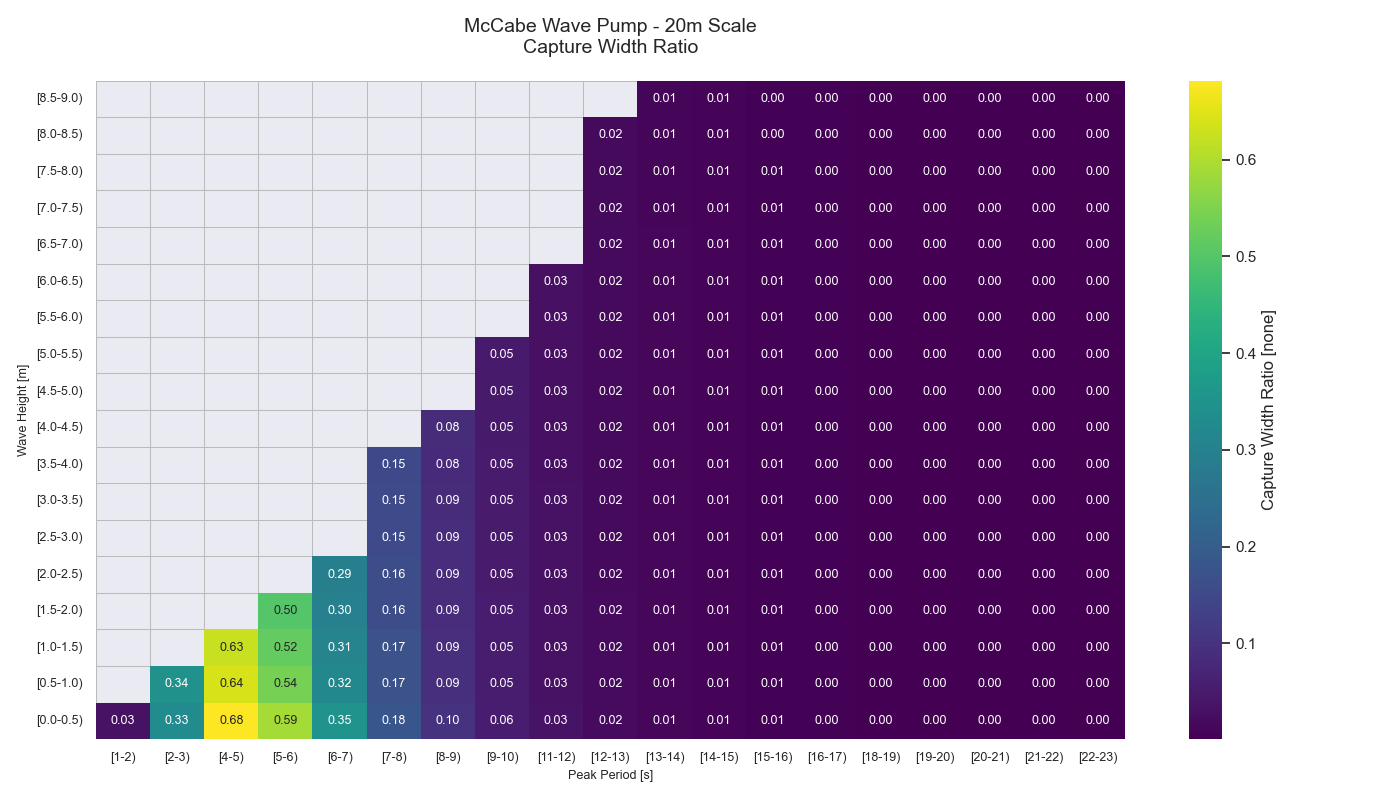 McCabe Wave Pump - 20m Scale
Capture Width Ratio
[8.5-9.0) 0.01 0.01 0.00 0.00 0.00 0.00 0.00 0.00 0.00
[8.0-8.5) 0.02 0.01 0.01 0.00 0.00 0.00 0.00 0.00 0.00 0.00
[7.5-8.0) 0.02 0.01 0.01 0.01 0.00 0.00 0.00 0.00 0.00 0.00
[7.0-7.5) 0.02 0.01 0.01 0.01 0.00 0.00 0.00 0.00 0.00 0.00
[6.5-7.0) 0.02 0.01 0.01 0.01 0.00 0.00 0.00 0.00 0.00 0.00
[6.0-6.5) 0.03 0.02 0.01 0.01 0.01 0.00 0.00 0.00 0.00 0.00 0.00
[5.5-6.0) 0.03 0.02 0.01 0.01 0.01 0.00 0.00 0.00 0.00 0.00 0.00
[5.0-5.5) 0.05 0.03 0.02 0.01 0.01 0.01 0.00 0.00 0.00 0.00 0.00 0.00
[4.5-5.0) 0.05 0.03 0.02 0.01 0.01 0.01 0.00 0.00 0.00 0.00 0.00 0.00
[4.0-4.5) 0.08 0.05 0.03 0.02 0.01 0.01 0.01 0.00 0.00 0.00 0.00 0.00 0.00
[3.5-4.0) 0.15 0.08 0.05 0.03 0.02 0.01 0.01 0.01 0.00 0.00 0.00 0.00 0.00 0.00
[3.0-3.5) 0.15 0.09 0.05 0.03 0.02 0.01 0.01 0.01 0.00 0.00 0.00 0.00 0.00 0.00
[2.5-3.0) 0.15 0.09 0.05 0.03 0.02 0.01 0.01 0.01 0.00 0.00 0.00 0.00 0.00 0.00
[2.0-2.5) 0.29 0.16 0.09 0.05 0.03 0.02 0.01 0.01 0.01 0.00 0.00 0.00 0.00 0.00 0.00
[1.5-2.0) 0.50 0.30 0.16 0.09 0.05 0.03 0.02 0.01 0.01 0.01 0.00 0.00 0.00 0.00 0.00 0.00
[1.0-1.5) 0.63 0.52 0.31 0.17 0.09 0.05 0.03 0.02 0.01 0.01 0.01 0.00 0.00 0.00 0.00 0.00 0.00
[0.5-1.0) 0.34 0.64 0.54 0.32 0.17 0.09 0.05 0.03 0.02 0.01 0.01 0.01 0.00 0.00 0.00 0.00 0.00 0.00
[0.0-0.5) 0.03 0.33 0.68 0.59 0.35 0.18 0.10 0.06 0.03 0.02 0.01 0.01 0.01 0.00 0.00 0.00 0.00 0.00 0.00
[1-2) [2-3) [4-5) [5-6) [6-7) [7-8) [8-9) [9-10) [11-12) [12-13) [13-14) [14-15) [15-16) [16-17) [18-19) [19-20) [20-21) [21-22) [22-23)
Peak Period [s]
Wave Height [m]
0.6
0.5
0.4
0.3
0.2
0.1
Capture Width Ratio [none]